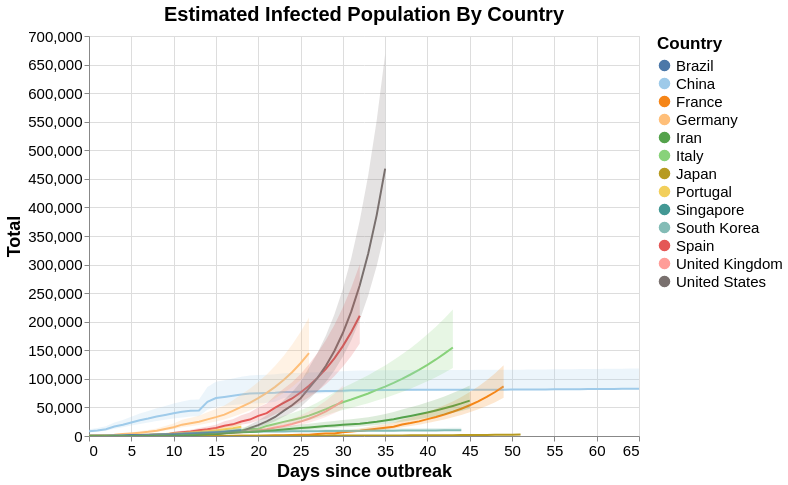 Estimated Infected Population By Country
700,000
650,000
600,000
550,000
500,000
450,000
400,000
350,000
300,000
250,000
200,000
150,000
100,000
50,000
0
Total
0 5 10 15 20 25 30 35 40 45 50 55 60 65
Days since outbreak
Country
Brazil
China
France
Germany
Iran
Italy
Japan
Portugal
Singapore
South Korea
Spain
United Kingdom
United States